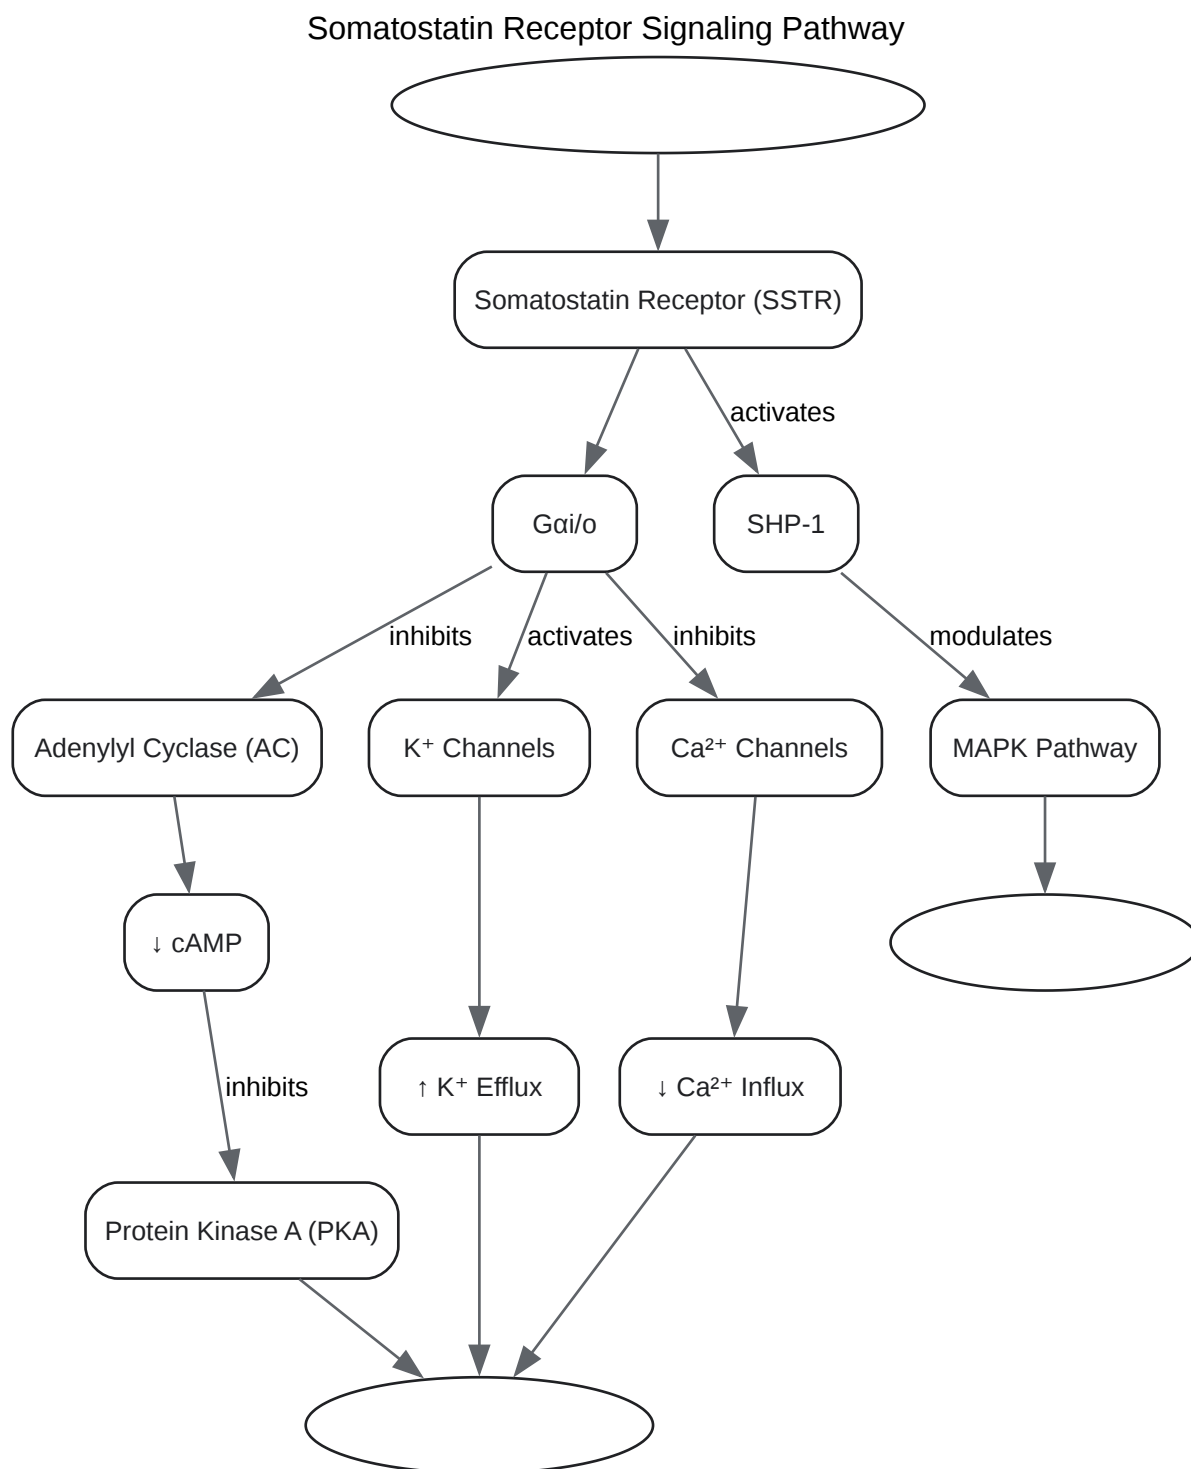 Somatostatin Receptor Signaling Pathway
Somatostatin Receptor (SSTR)
activates
Gαi/o
SHP-1
inhibits
activates
inhibits
modulates
Adenylyl Cyclase (AC)
K⁺ Channels
Ca²⁺ Channels
MAPK Pathway
↓ cAMP
inhibits
↑ K⁺ Efflux
↓ Ca²⁺ Influx
Protein Kinase A (PKA)